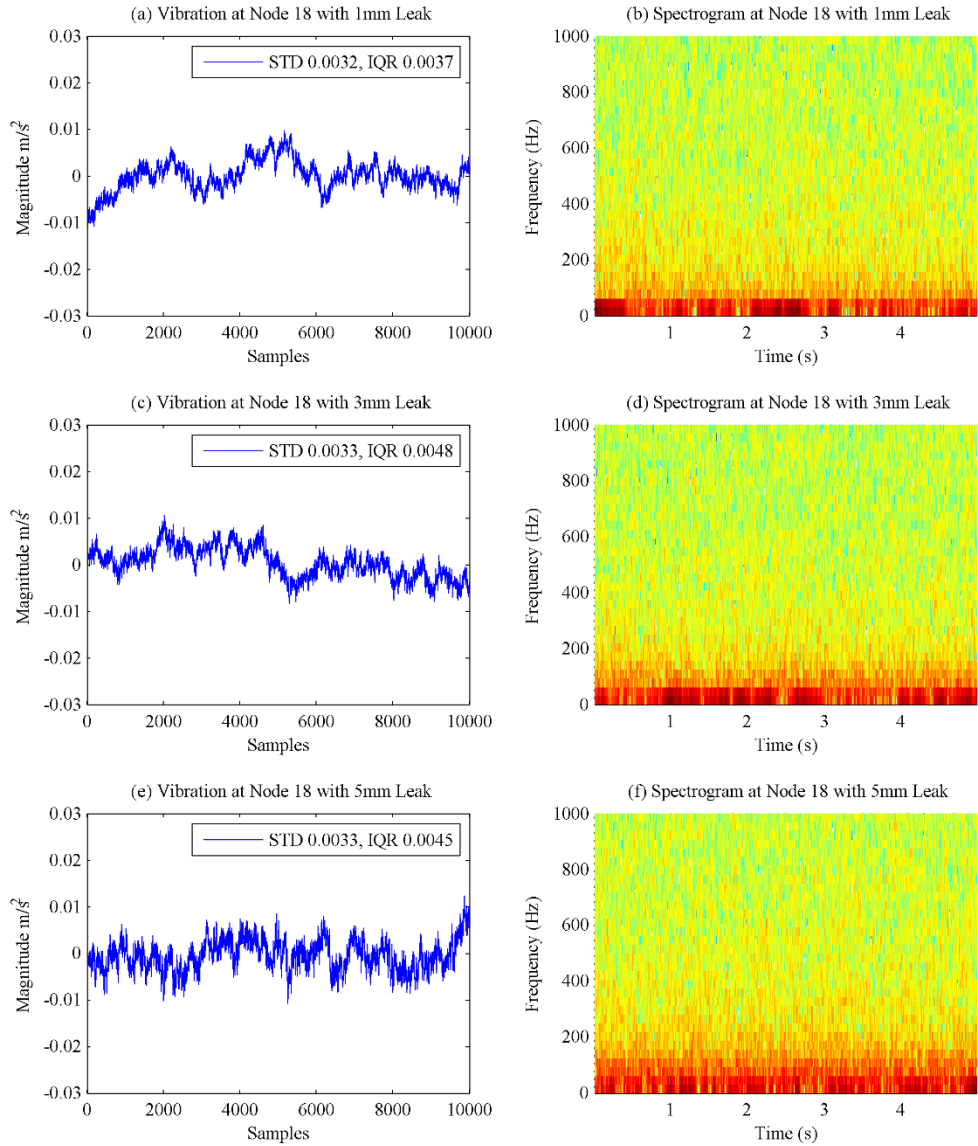 (a) Vibration at Node 18 with 1mm Leak
0.03
0.02
0.01
0
-0.01
-0.02
-0.03
Magnitude m/s²
STD 0.0032, IQR 0.0037
0 2000 4000 6000 8000 10000
Samples
(b) Spectrogram at Node 18 with 1mm Leak
1000
800
600
400
200
0
Frequency (Hz)
1 2 3 4
Time (s)
(c) Vibration at Node 18 with 3mm Leak
0.03
0.02
0.01
0
-0.01
-0.02
-0.03
Magnitude m/s²
STD 0.0033, IQR 0.0048
0 2000 4000 6000 8000 10000
Samples
(d) Spectrogram at Node 18 with 3mm Leak
1000
800
600
400
200
0
Frequency (Hz)
1 2 3 4
Time (s)
(e) Vibration at Node 18 with 5mm Leak
0.03
0.02
0.01
0
-0.01
-0.02
-0.03
Magnitude m/s²
STD 0.0033, IQR 0.0045
0 2000 4000 6000 8000 10000
Samples
(f) Spectrogram at Node 18 with 5mm Leak
1000
800
600
400
200
0
Frequency (Hz)
1 2 3 4
Time (s)